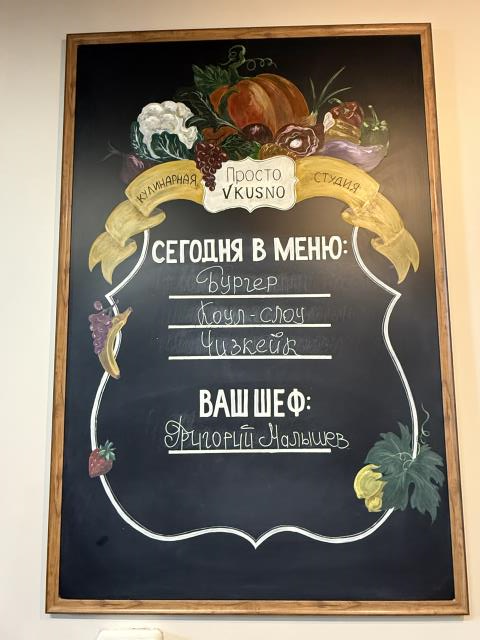 Просто
КУЛИНАРНАЯ VKUSNO СТУДИЯ
СЕГОДНЯ В МЕНЮ:
Бургер
Коул-слоу
Чизкейк
ВАШ ШЕФ:
Григорий Малышев